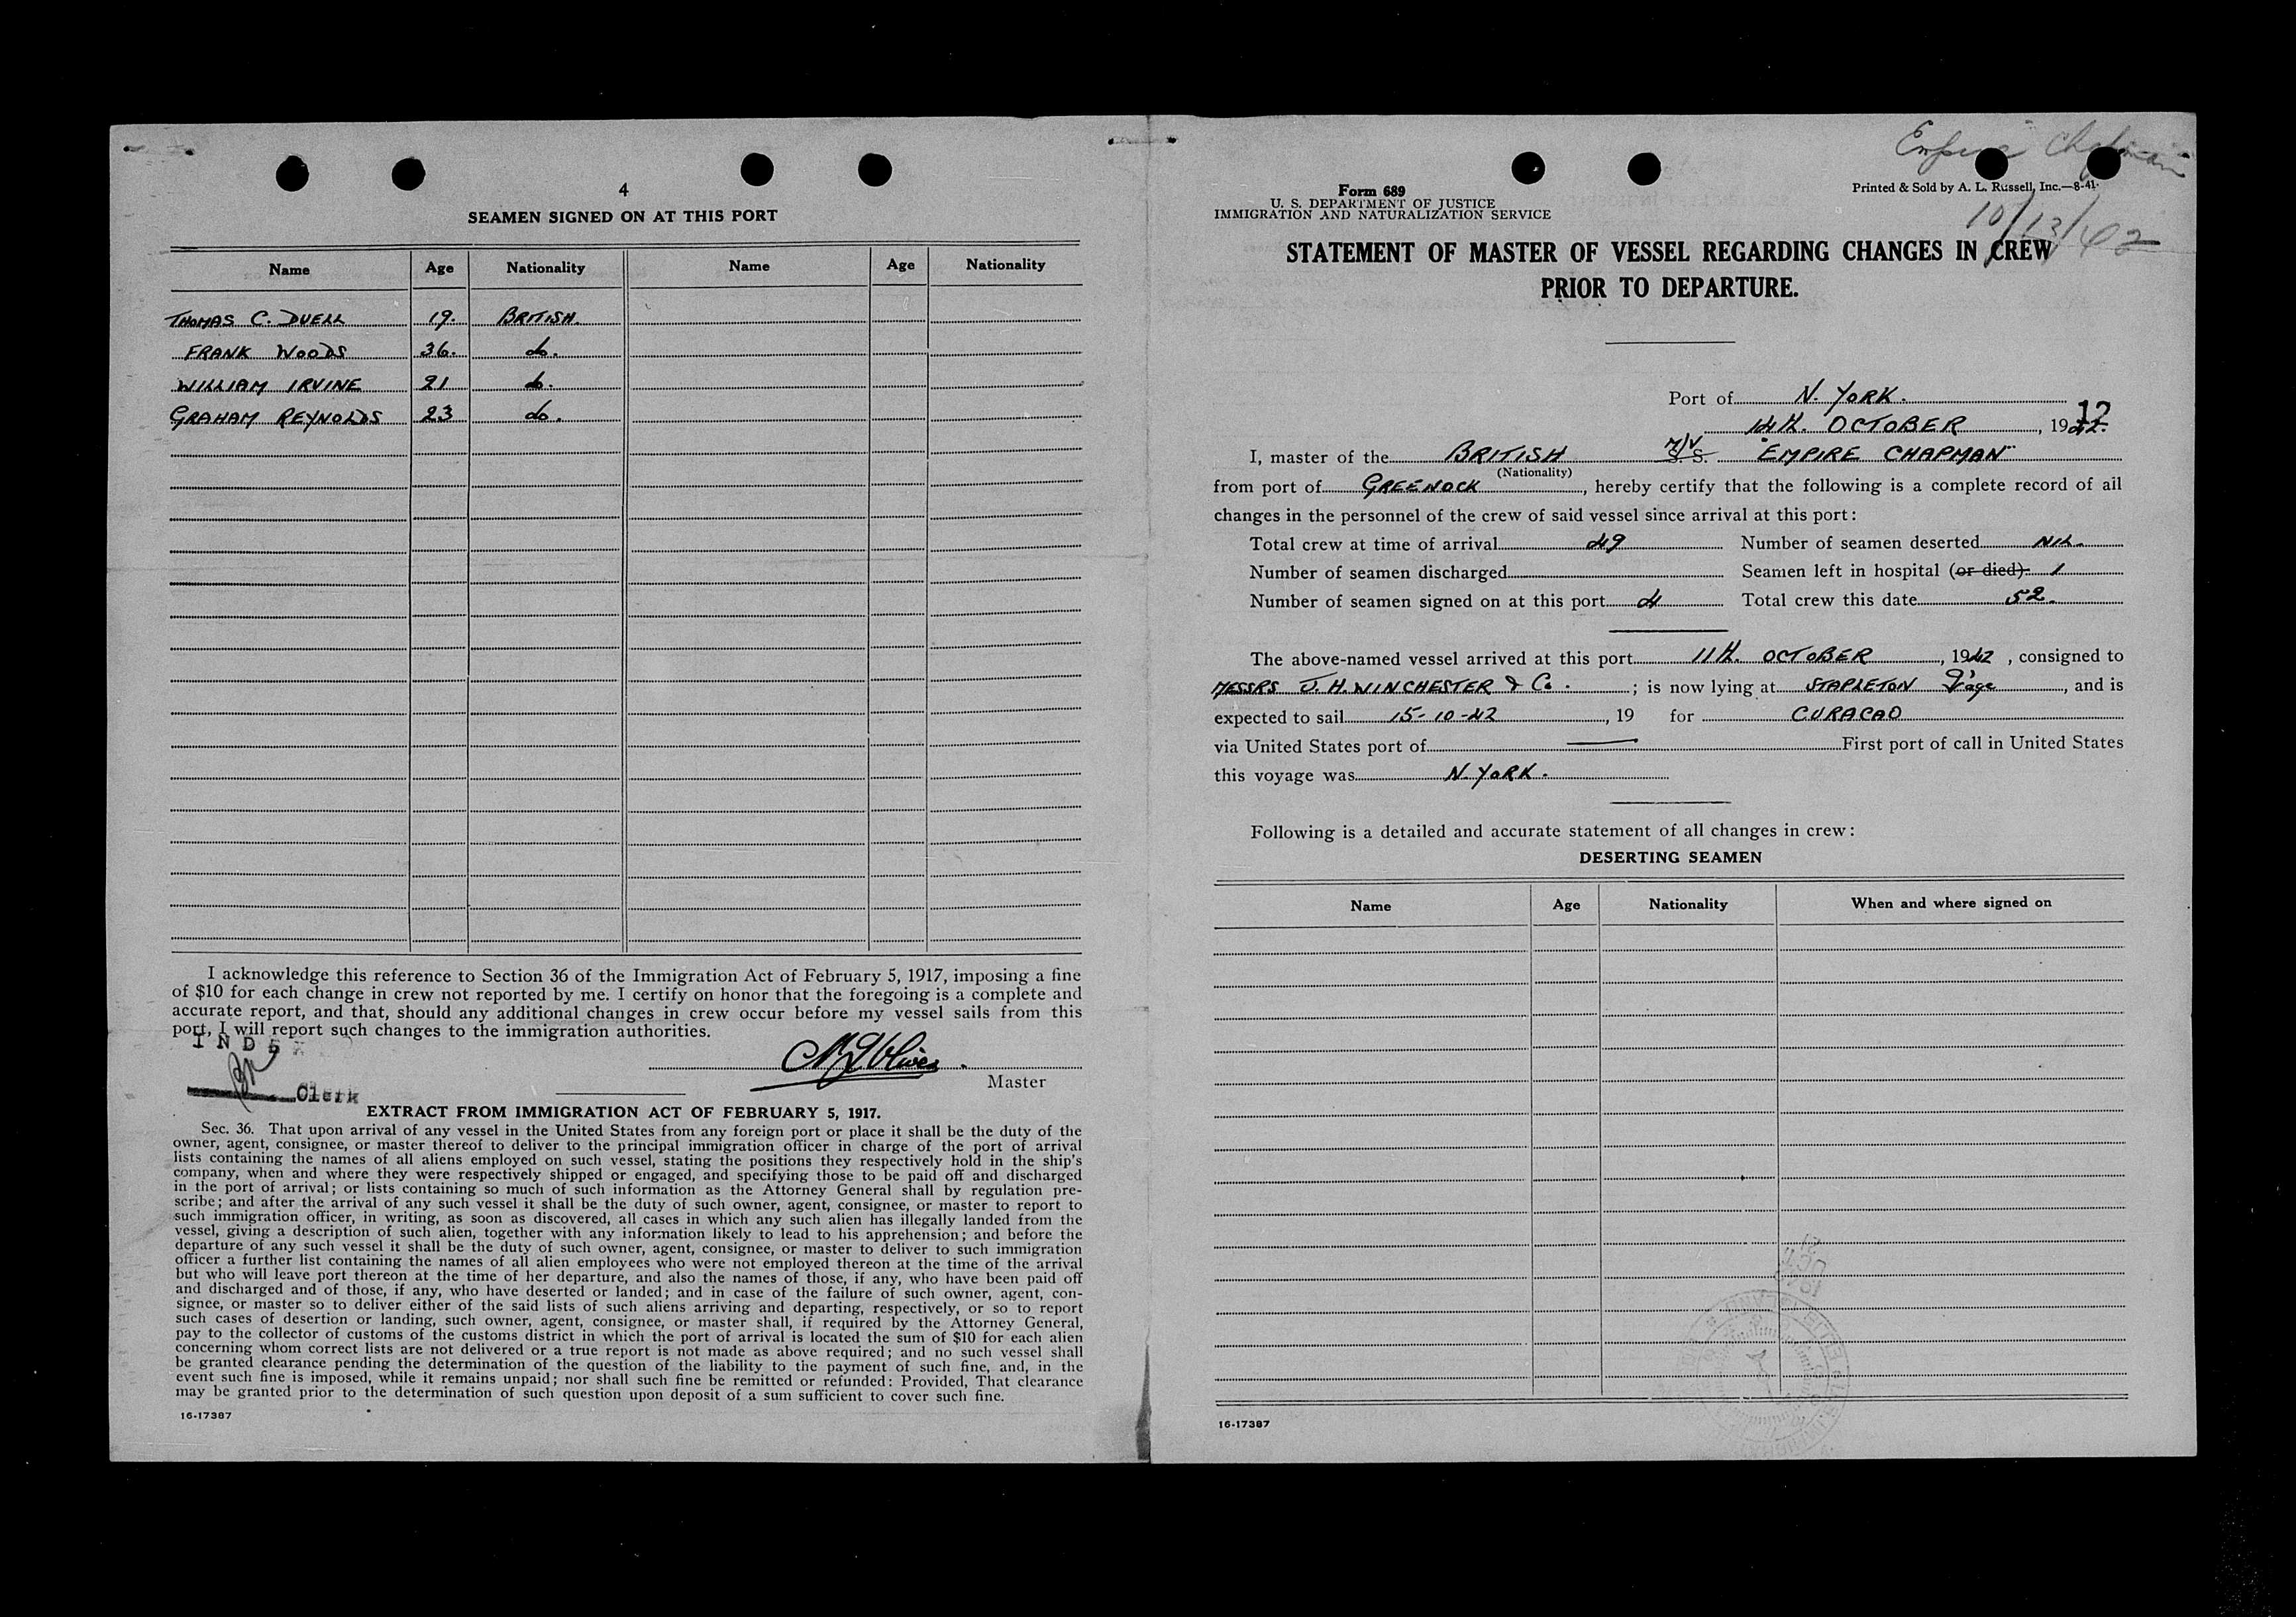 4
SEAMEN SIGNED ON AT THIS PORT
Name Age Nationality Name Age Nationality
THOMAS C. DUELL 19. BRITISH.
FRANK WOODS 36. do.
WILLIAM IRVINE 21 do.
GRAHAM REYNOLDS 23 do.
I acknowledge this reference to Section 36 of the Immigration Act of February 5, 1917, imposing a fine
of $10 for each change in crew not reported by me. I certify on honor that the foregoing is a complete and
accurate report, and that, should any additional changes in crew occur before my vessel sails from this
port, I will report such changes to the immigration authorities.
INDEX
Clerk
Master
EXTRACT FROM IMMIGRATION ACT OF FEBRUARY 5, 1917.
Sec. 36. That upon arrival of any vessel in the United States from any foreign port or place it shall be the duty of the
owner, agent, consignee, or master thereof to deliver to the principal immigration officer in charge of the port of arrival
lists containing the names of all aliens employed on such vessel, stating the positions they respectively hold in the ship's
company, when and where they were respectively shipped or engaged, and specifying those to be paid off and discharged
in the port of arrival; or lists containing so much of such information as the Attorney General shall by regulation pre-
scribe; and after the arrival of any such vessel it shall be the duty of such owner, agent, consignee, or master to report to
such immigration officer, in writing, as soon as discovered, all cases in which any such alien has illegally landed from the
vessel, giving a description of such alien, together with any information likely to lead to his apprehension; and before the
departure of any such vessel it shall be the duty of such owner, agent, consignee, or master to deliver to such immigration
officer a further list containing the names of all alien employees who were not employed thereon at the time of the arrival
but who will leave port thereon at the time of her departure, and also the names of those, if any, who have been paid off
and discharged and of those, if any, who have deserted or landed; and in case of the failure of such owner, agent, con-
signee, or master so to deliver either of the said lists of such aliens arriving and departing, respectively, or so to report
such cases of desertion or landing, such owner, agent, consignee, or master shall, if required by the Attorney General,
pay to the collector of customs of the customs district in which the port of arrival is located the sum of $10 for each alien
concerning whom correct lists are not delivered or a true report is not made as above required; and no such vessel shall
be granted clearance pending the determination of the question of the liability to the payment of such fine, and, in the
event such fine is imposed, while it remains unpaid; nor shall such fine be remitted or refunded: Provided, That clearance
may be granted prior to the determination of such question upon deposit of a sum sufficient to cover such fine.
16-17387
Empire Chapman
Form 689
U. S. DEPARTMENT OF JUSTICE
IMMIGRATION AND NATURALIZATION SERVICE
Printed & Sold by A. L. Russell, Inc.—8-41
10/13/42
STATEMENT OF MASTER OF VESSEL REGARDING CHANGES IN CREW
PRIOR TO DEPARTURE.
Port of N. YORK.
14th. OCTOBER, 1942.
12
I, master of the BRITISH M/V S.S. "EMPIRE CHAPMAN"
(Nationality)
from port of GREENOCK, hereby certify that the following is a complete record of all
changes in the personnel of the crew of said vessel since arrival at this port:
Total crew at time of arrival 49 Number of seamen deserted NIL.
Number of seamen discharged Seamen left in hospital (or died): 1
Number of seamen signed on at this port 4 Total crew this date 52.
The above-named vessel arrived at this port 11th. OCTOBER, 1942, consigned to
MESSRS J. H. WINCHESTER & Co.; is now lying at STAPLETON, and is
expected to sail 15-10-42, 19 for CURACAO
via United States port of — First port of call in United States
this voyage was N. YORK.
Following is a detailed and accurate statement of all changes in crew:
DESERTING SEAMEN
Name Age Nationality When and where signed on
16-17387